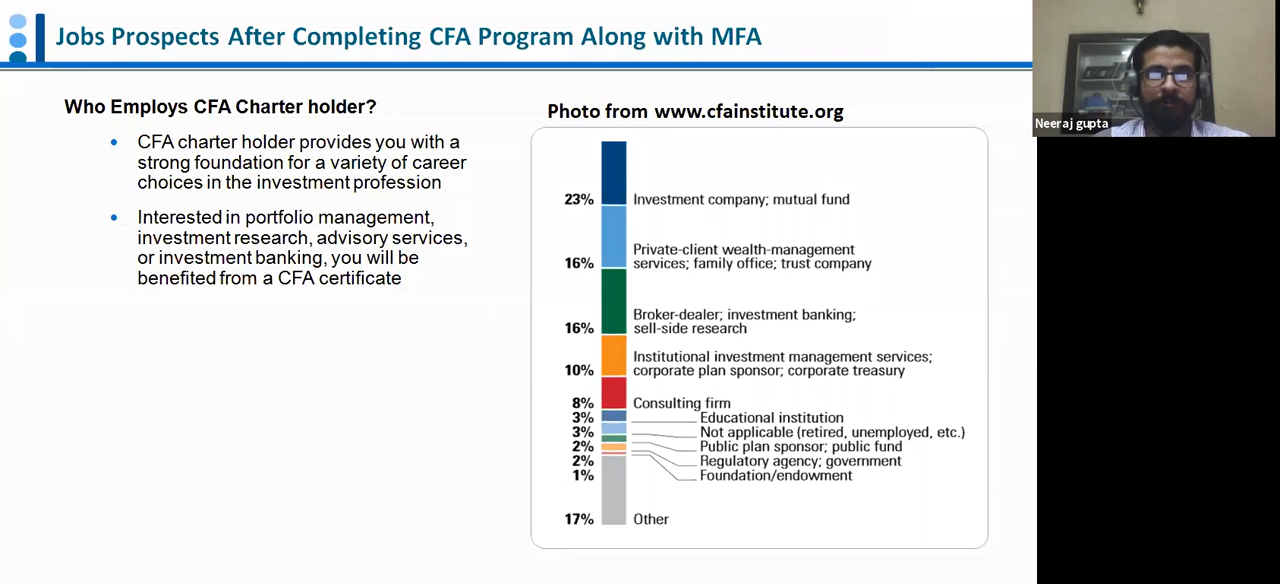 Jobs Prospects After Completing CFA Program Along with MFA
Who Employs CFA Charter holder?
• CFA charter holder provides you with a
strong foundation for a variety of career
choices in the investment profession
• Interested in portfolio management,
investment research, advisory services,
or investment banking, you will be
benefited from a CFA certificate
Photo from www.cfainstitute.org
23% Investment company; mutual fund
Private-client wealth-management
16% services; family office; trust company
Broker-dealer; investment banking;
16% sell-side research
Institutional investment management services;
10% corporate plan sponsor; corporate treasury
8% Consulting firm
3% Educational institution
3% Not applicable (retired, unemployed, etc.)
2% Public plan sponsor; public fund
2% Regulatory agency; government
1% Foundation/endowment
17% Other
Neeraj gupta